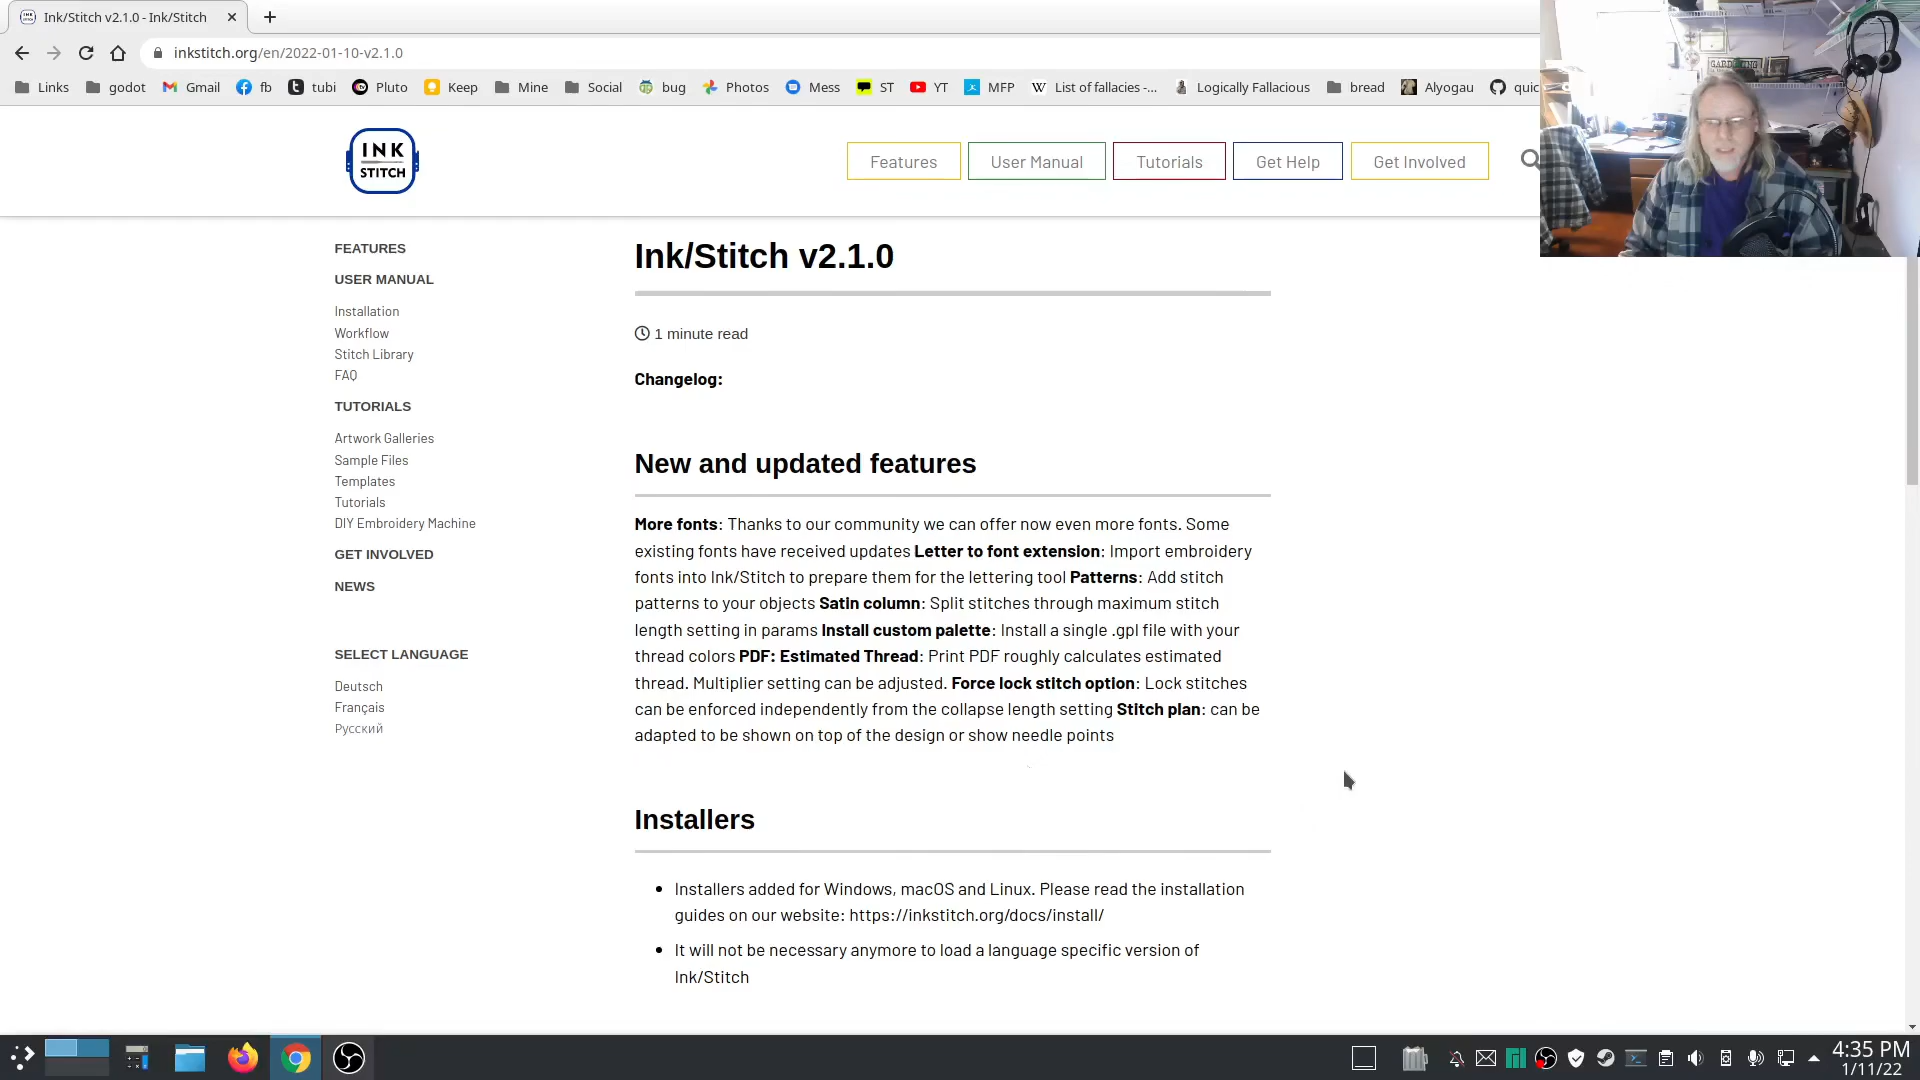 Ink/Stitch v2.1.0 - Ink/Stitch
inkstitch.org/en/2022-01-10-v2.1.0
Links godot Gmail fb tubi Pluto Keep Mine Social bug Photos Mess ST YT MFP List of fallacies -... Logically Fallacious bread Alyogau quic
INK
STITCH
Features User Manual Tutorials Get Help Get Involved
FEATURES
USER MANUAL
Installation
Workflow
Stitch Library
FAQ
TUTORIALS
Artwork Galleries
Sample Files
Templates
Tutorials
DIY Embroidery Machine
GET INVOLVED
NEWS
SELECT LANGUAGE
Deutsch
Français
Русский
Ink/Stitch v2.1.0
1 minute read
Changelog:
New and updated features
More fonts: Thanks to our community we can offer now even more fonts. Some
existing fonts have received updates Letter to font extension: Import embroidery
fonts into Ink/Stitch to prepare them for the lettering tool Patterns: Add stitch
patterns to your objects Satin column: Split stitches through maximum stitch
length setting in params Install custom palette: Install a single .gpl file with your
thread colors PDF: Estimated Thread: Print PDF roughly calculates estimated
thread. Multiplier setting can be adjusted. Force lock stitch option: Lock stitches
can be enforced independently from the collapse length setting Stitch plan: can be
adapted to be shown on top of the design or show needle points
Installers
Installers added for Windows, macOS and Linux. Please read the installation
guides on our website: https://inkstitch.org/docs/install/
It will not be necessary anymore to load a language specific version of
Ink/Stitch
4:35 PM
1/11/22